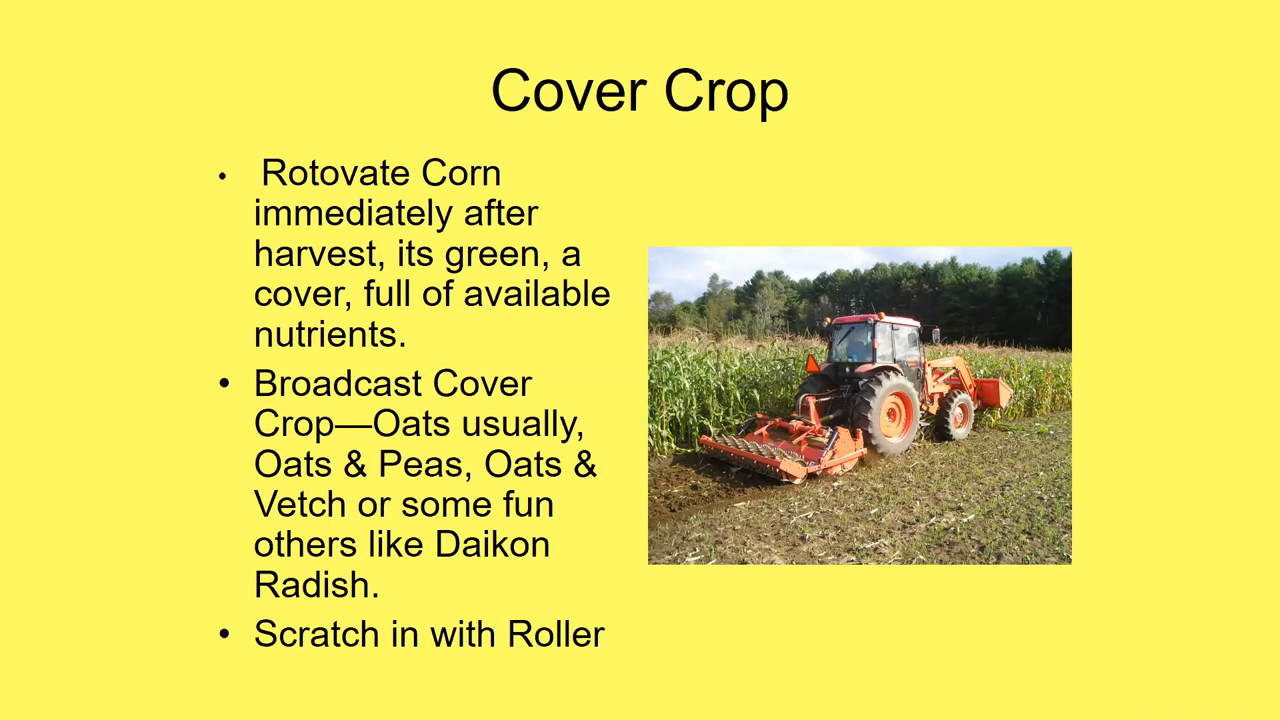 Cover Crop
• Rotovate Corn
immediately after
harvest, its green, a
cover, full of available
nutrients.
• Broadcast Cover
Crop—Oats usually,
Oats & Peas, Oats &
Vetch or some fun
others like Daikon
Radish.
• Scratch in with Roller